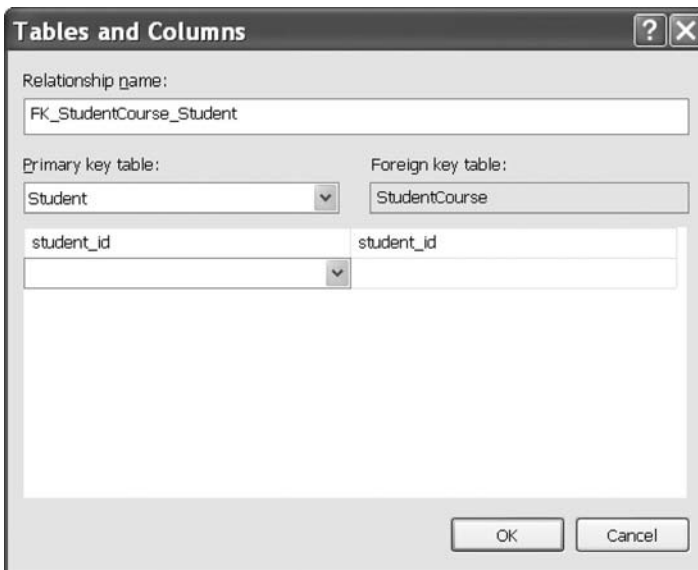 Tables and Columns ? X
Relationship name:
FK_StudentCourse_Student
Primary key table: Foreign key table:
Student StudentCourse
student_id student_id
OK Cancel